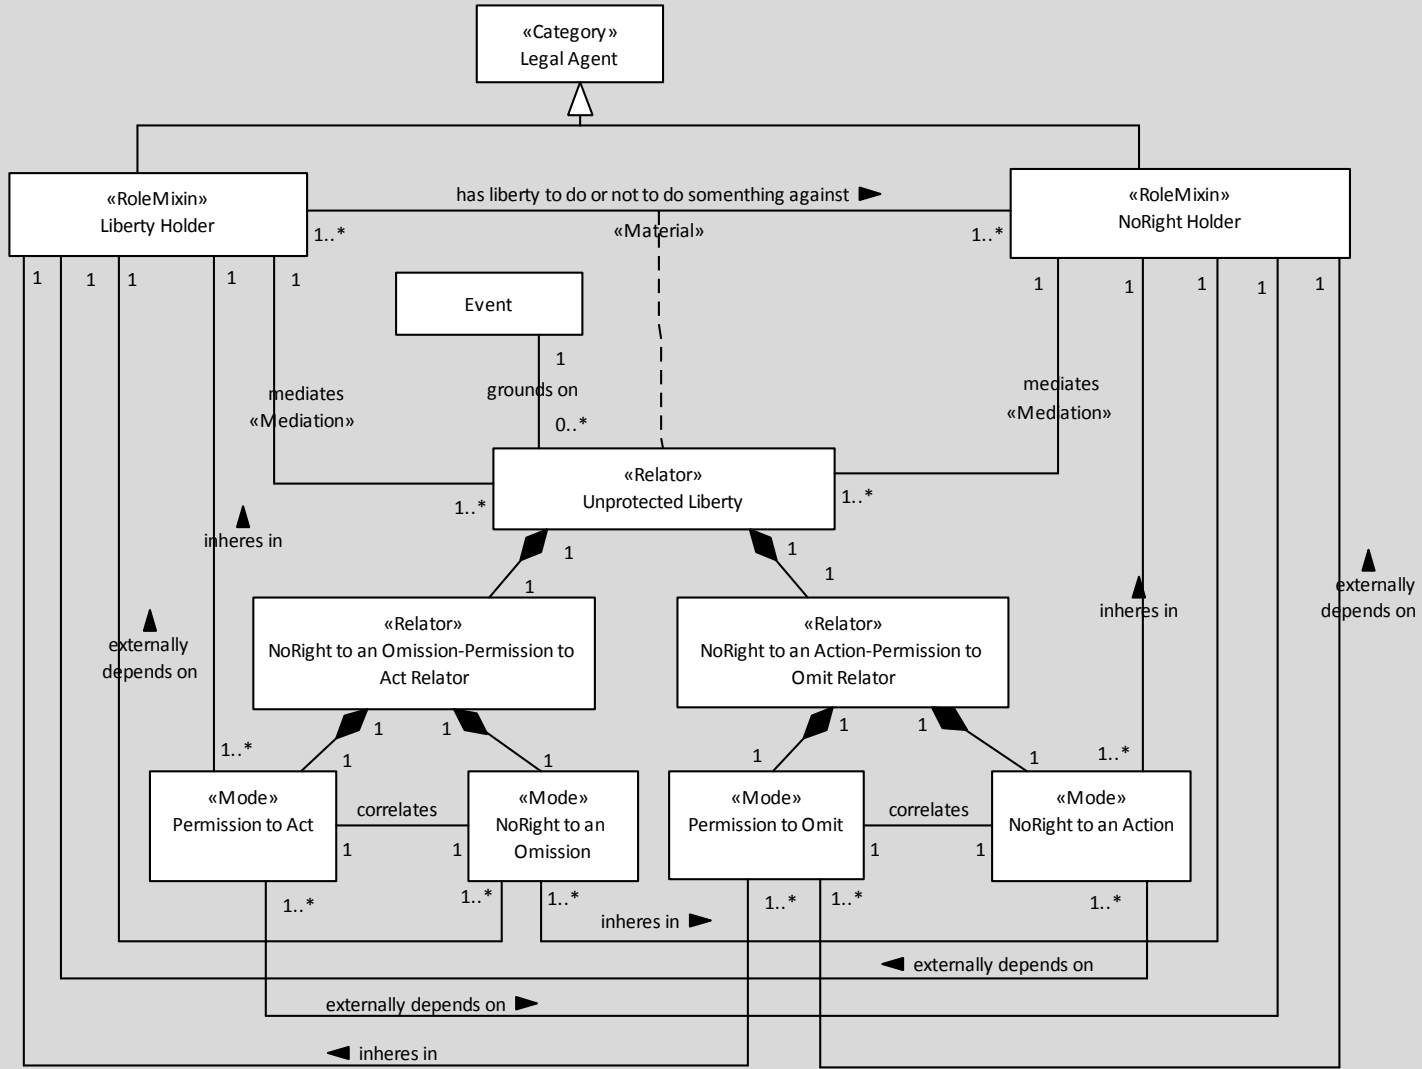 «Category»
Legal Agent
«RoleMixin»
Liberty Holder
has liberty to do or not to do somenthing against
«RoleMixin»
NoRight Holder
1..*
«Material»
1..*
1
1
1
1
1
Event
1
1
1
1
1
1
grounds on
0..*
mediates
«Mediation»
mediates
«Mediation»
«Relator»
Unprotected Liberty
1..*
1..*
inheres in
1
1
1
1
externally
depends on
inheres in
externally
depends on
«Relator»
NoRight to an Omission-Permission to
Act Relator
«Relator»
NoRight to an Action-Permission to
Omit Relator
1..*
1
1
1
1
1
1
1
1
1..*
«Mode»
Permission to Act
correlates
1
1
«Mode»
NoRight to an
Omission
«Mode»
Permission to Omit
correlates
1
1
«Mode»
NoRight to an Action
1..*
1..*
1..*
1..*
1..*
1..*
inheres in
externally depends on
externally depends on
inheres in